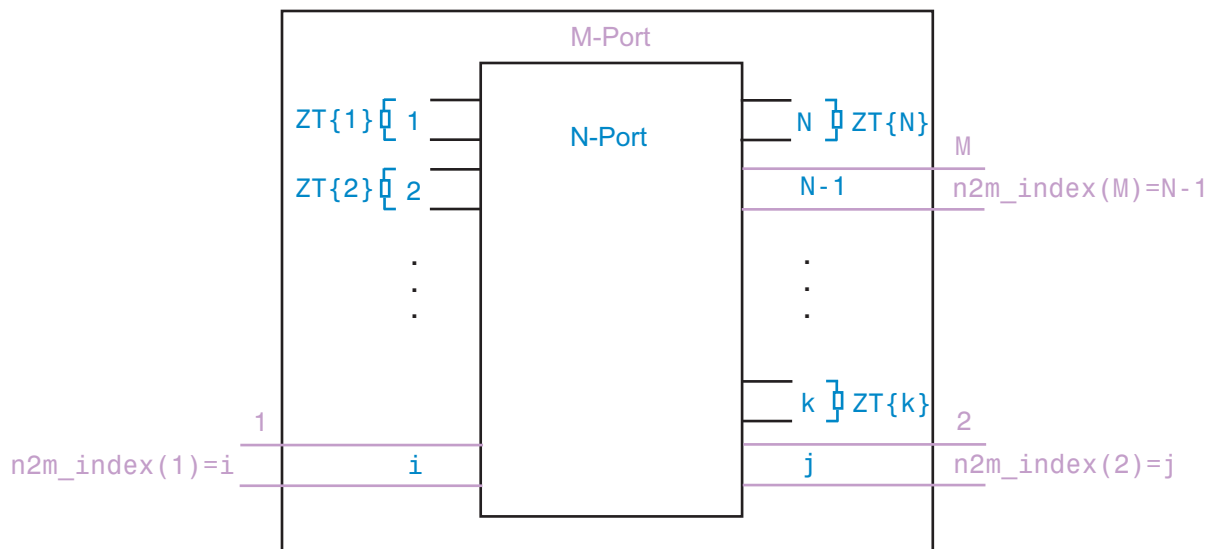 M-Port
N-Port
ZT{1} 1
N ZT{N}
M
ZT{2} 2
N-1
n2m_index(M)=N-1
k ZT{k}
1
2
n2m_index(1)=i
i
j
n2m_index(2)=j